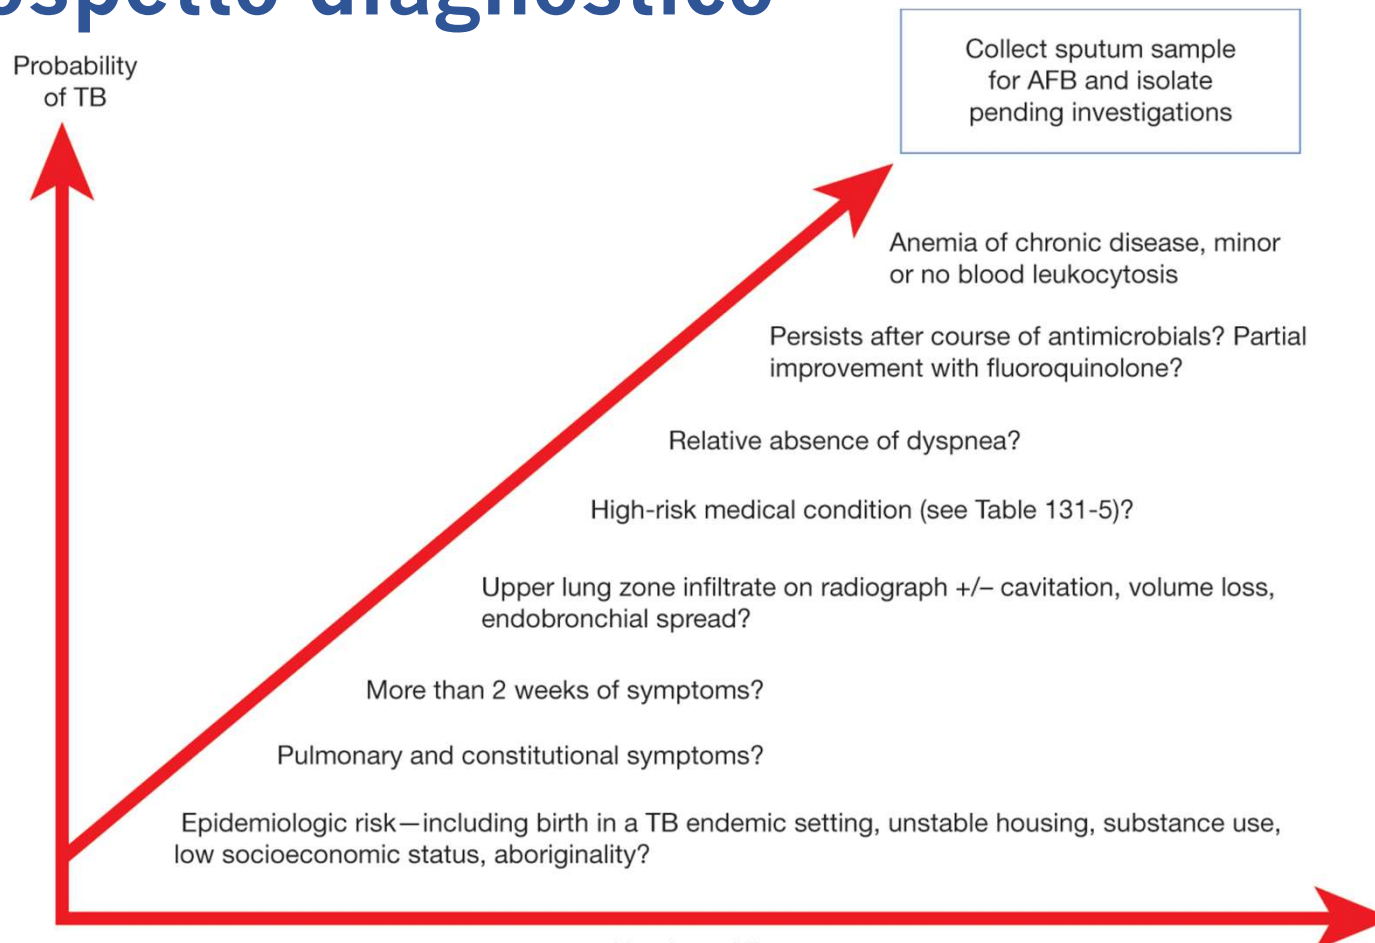 diagnostico
Probability
of TB
Collect sputum sample
for AFB and isolate
pending investigations
Anemia of chronic disease, minor
or no blood leukocytosis
Persists after course of antimicrobials? Partial
improvement with fluoroquinolone?
Relative absence of dyspnea?
High-risk medical condition (see Table 131-5)?
Upper lung zone infiltrate on radiograph +/– cavitation, volume loss,
endobronchial spread?
More than 2 weeks of symptoms?
Pulmonary and constitutional symptoms?
Epidemiologic risk—including birth in a TB endemic setting, unstable housing, substance use,
low socioeconomic status, aboriginality?